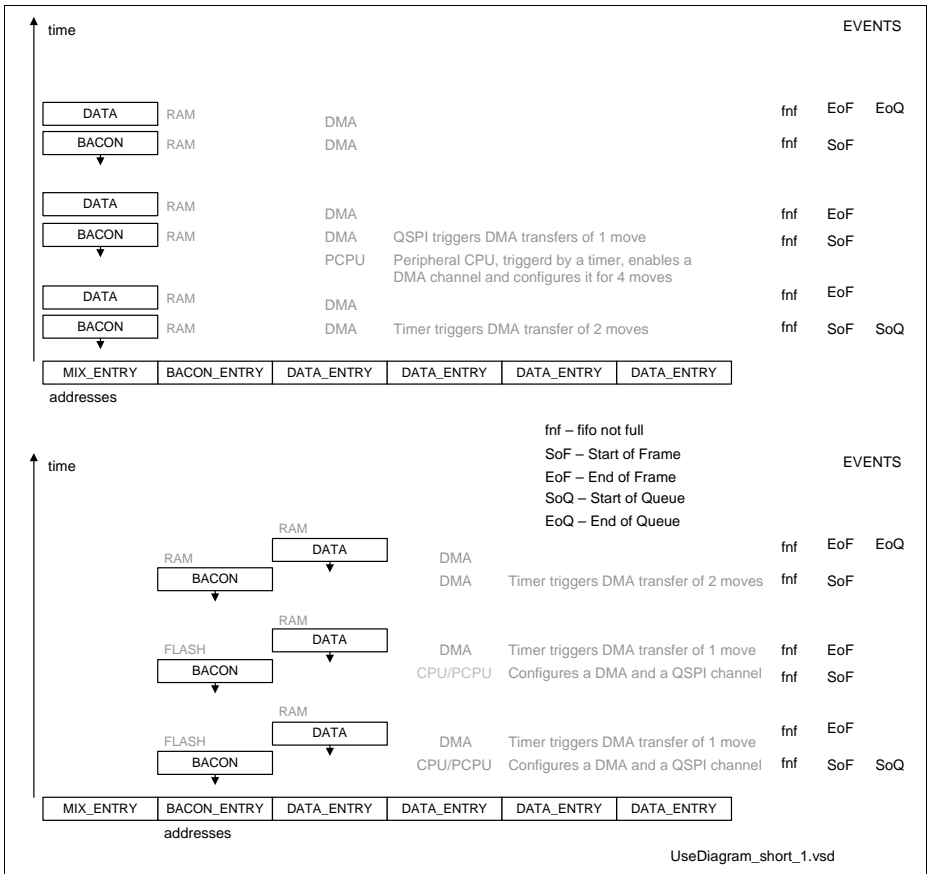 time EVENTS
DATA RAM DMA fnf EoF EoQ
BACON RAM DMA fnf SoF
DATA RAM DMA fnf EoF
BACON RAM DMA QSPI triggers DMA transfers of 1 move fnf SoF
PCPU Peripheral CPU, triggerd by a timer, enables a
DMA channel and configures it for 4 moves
DATA RAM DMA fnf EoF
BACON RAM DMA Timer triggers DMA transfer of 2 moves fnf SoF SoQ
MIX_ENTRY BACON_ENTRY DATA_ENTRY DATA_ENTRY DATA_ENTRY DATA_ENTRY
addresses
fnf – fifo not full
SoF – Start of Frame
EoF – End of Frame
SoQ – Start of Queue
EoQ – End of Queue
time EVENTS
RAM
DATA fnf EoF EoQ
RAM DMA
BACON DMA Timer triggers DMA transfer of 2 moves fnf SoF
RAM
DATA
FLASH DMA Timer triggers DMA transfer of 1 move fnf EoF
BACON CPU/PCPU Configures a DMA and a QSPI channel fnf SoF
RAM
DATA fnf EoF
FLASH DMA Timer triggers DMA transfer of 1 move
BACON CPU/PCPU Configures a DMA and a QSPI channel fnf SoF SoQ
MIX_ENTRY BACON_ENTRY DATA_ENTRY DATA_ENTRY DATA_ENTRY DATA_ENTRY
addresses
UseDiagram_short_1.vsd